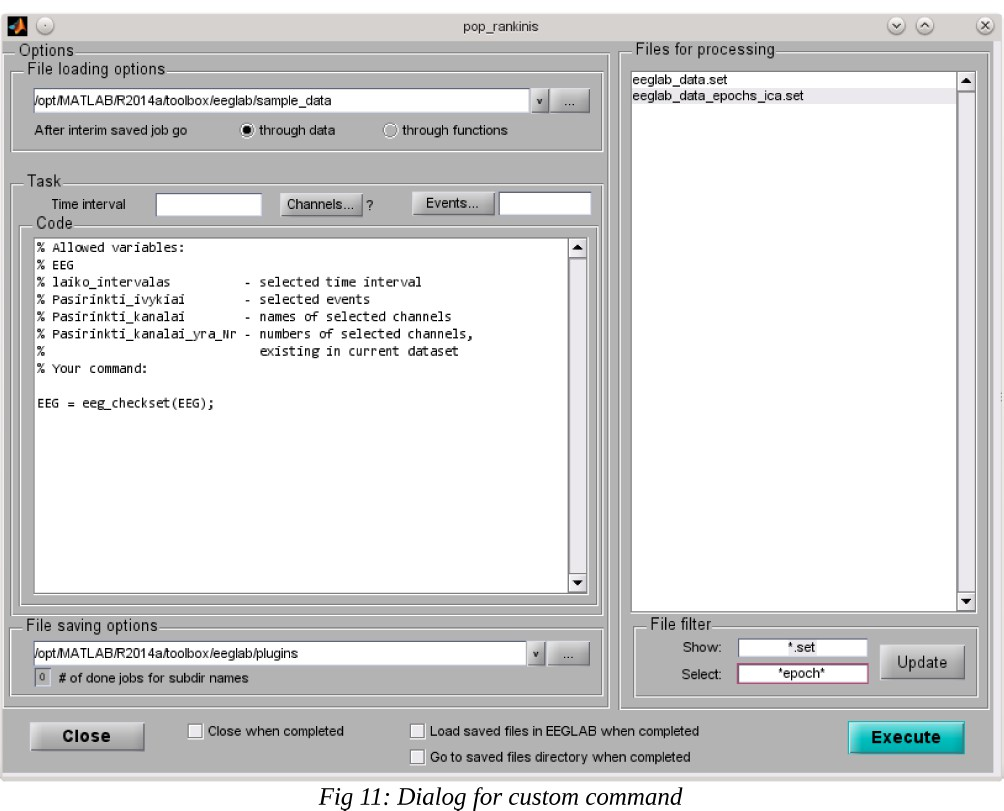 pop_rankinis
Options
File loading options
/opt/MATLAB/R2014a/toolbox/eeglab/sample_data
v
...
After interim saved job go
through data
through functions
Task
Time interval
Channels...
?
Events...
Code
% Allowed variables:
% EEG
% laiko_intervalas - selected time interval
% Pasirinkti_ivykiai - selected events
% Pasirinkti_kanalai - names of selected channels
% Pasirinkti_kanalai_yra_Nr - numbers of selected channels,
% existing in current dataset
% Your command:
EEG = eeg_checkset(EEG);
File saving options
/opt/MATLAB/R2014a/toolbox/eeglab/plugins
v
...
0 # of done jobs for subdir names
Files for processing
eeglab_data.set
eeglab_data_epochs_ica.set
File filter
Show: *.set
Select: *epoch*
Update
Close
Close when completed
Load saved files in EEGLAB when completed
Go to saved files directory when completed
Execute
Fig 11: Dialog for custom command